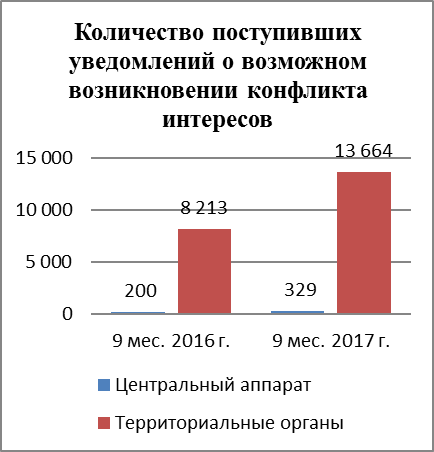 Количество поступивших
уведомлений о возможном
возникновении конфликта
интересов
15 000
10 000
5 000
0
200
8 213
329
13 664
9 мес. 2016 г.
9 мес. 2017 г.
Центральный аппарат
Территориальные органы